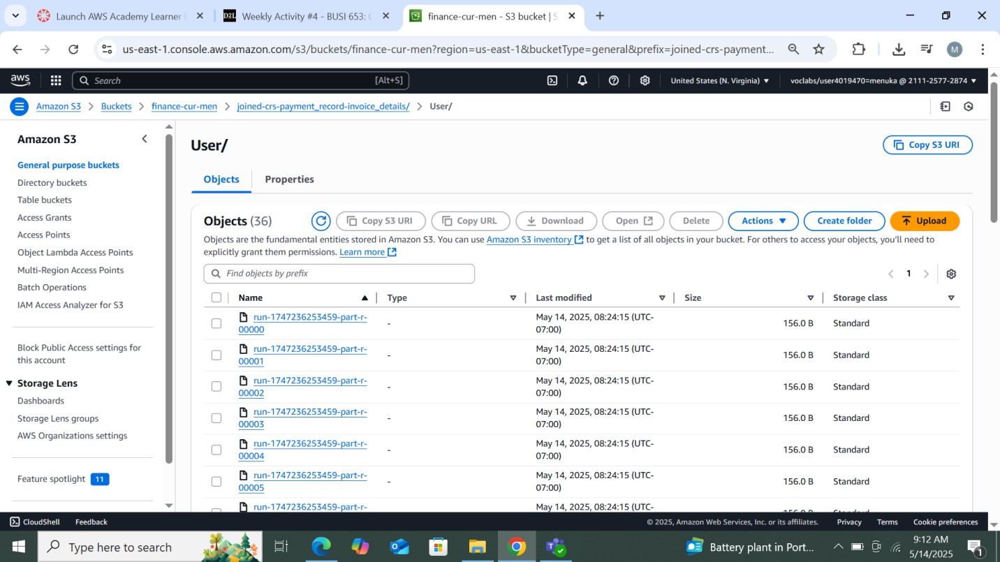 Launch AWS Academy Learner
D2L Weekly Activity #4 - BUSI 653: C
finance-cur-men - S3 bucket | S
us-east-1.console.aws.amazon.com/s3/buckets/finance-cur-men?region=us-east-1&bucketType=general&prefix=joined-crs-payment...
M
aws
Search
[Alt+S]
United States (N. Virginia)
voclabs/user4019470=menuka @ 2111-2577-2874
Amazon S3
Buckets
finance-cur-men
joined-crs-payment_record-invoice_details/
User/
Amazon S3
General purpose buckets
Directory buckets
Table buckets
Access Grants
Access Points
Object Lambda Access Points
Multi-Region Access Points
Batch Operations
IAM Access Analyzer for S3
Block Public Access settings for
this account
Storage Lens
Dashboards
Storage Lens groups
AWS Organizations settings
Feature spotlight 11
User/
Copy S3 URI
Objects
Properties
Objects (36)
Copy S3 URI
Copy URL
Download
Open
Delete
Actions
Create folder
Upload
Objects are the fundamental entities stored in Amazon S3. You can use Amazon S3 inventory to get a list of all objects in your bucket. For others to access your objects, you'll need to
explicitly grant them permissions. Learn more
Find objects by prefix
1
Name Type Last modified Size Storage class
run-1747236253459-part-r-
00000
-
May 14, 2025, 08:24:15 (UTC-
07:00)
156.0 B
Standard
run-1747236253459-part-r-
00001
-
May 14, 2025, 08:24:15 (UTC-
07:00)
156.0 B
Standard
run-1747236253459-part-r-
00002
-
May 14, 2025, 08:24:15 (UTC-
07:00)
156.0 B
Standard
run-1747236253459-part-r-
00003
-
May 14, 2025, 08:24:15 (UTC-
07:00)
156.0 B
Standard
run-1747236253459-part-r-
00004
-
May 14, 2025, 08:24:15 (UTC-
07:00)
156.0 B
Standard
run-1747236253459-part-r-
00005
-
May 14, 2025, 08:24:15 (UTC-
07:00)
156.0 B
Standard
run-1747236253459-part-r-
May 14, 2025, 08:24:15 (UTC-
CloudShell
Feedback
© 2025, Amazon Web Services, Inc. or its affiliates.
Privacy
Terms
Cookie preferences
Type here to search
Battery plant in Port...
9:12 AM
5/14/2025
1